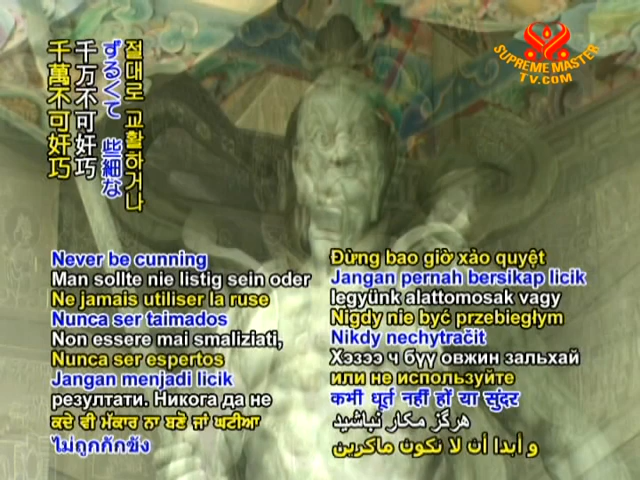 SUPREME MASTER
TV.COM
절대로 교활하거나
ずるくて 些細な
千万不可奸巧
千萬不可奸巧
Never be cunning
Man sollte nie listig sein oder
Ne jamais utiliser la ruse
Nunca ser taimados
Non essere mai smaliziati,
Nunca ser espertos
Jangan menjadi licik
резултати. Никога да не
ਕਦੇ ਵੀ ਮੱਕਾਰ ਨਾ ਬਣੋ ਜਾਂ ਘਟੀਆ
ไม่ถูกกักขัง
Đừng bao giờ xảo quyệt
Jangan pernah bersikap licik
legyünk alattomosak vagy
Nigdy nie być przebiegłym
Nikdy nechytračit
Хэзээ ч бүү овжин зальхай
или не используйте
कभी धूर्त नहीं हों या सुंदर
هرگز مکار نباشید
و أبدا أن لا نكون ماكرين